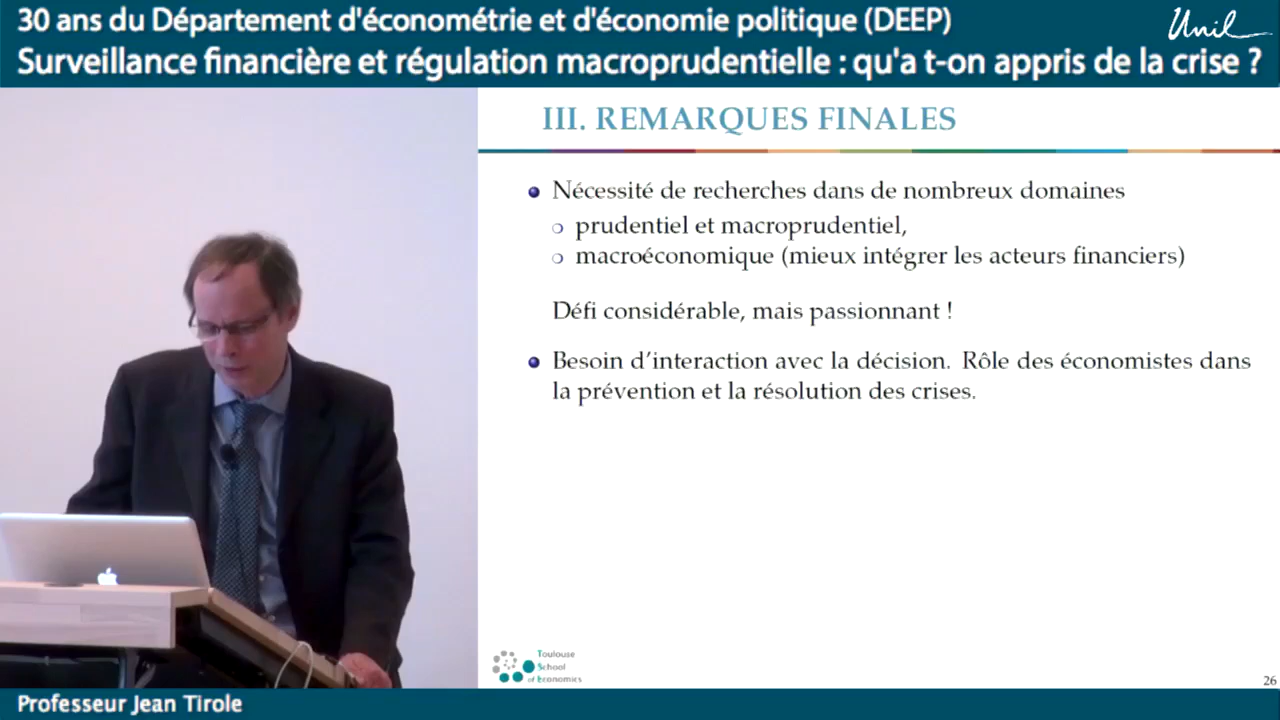 30 ans du Département d'économétrie et d'économie politique (DEEP)
Unil
Surveillance financière et régulation macroprudentielle : qu'a t-on appris de la crise ?
III. REMARQUES FINALES
Nécessité de recherches dans de nombreux domaines
prudentiel et macroprudentiel,
macroéconomique (mieux intégrer les acteurs financiers)
Défi considérable, mais passionnant !
Besoin d'interaction avec la décision. Rôle des économistes dans
la prévention et la résolution des crises.
Toulouse
School
of Economics
26
Professeur Jean Tirole